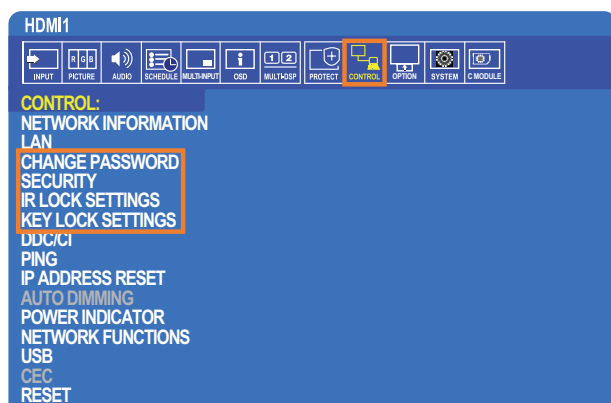 HDMI1
R G B 1 2
INPUT PICTURE AUDIO SCHEDULE MULTI-INPUT OSD MULTI-DSP PROTECT CONTROL OPTION SYSTEM C MODULE
CONTROL:
NETWORK INFORMATION
LAN
CHANGE PASSWORD
SECURITY
IR LOCK SETTINGS
KEY LOCK SETTINGS
DDC/CI
PING
IP ADDRESS RESET
AUTO DIMMING
POWER INDICATOR
NETWORK FUNCTIONS
USB
CEC
RESET